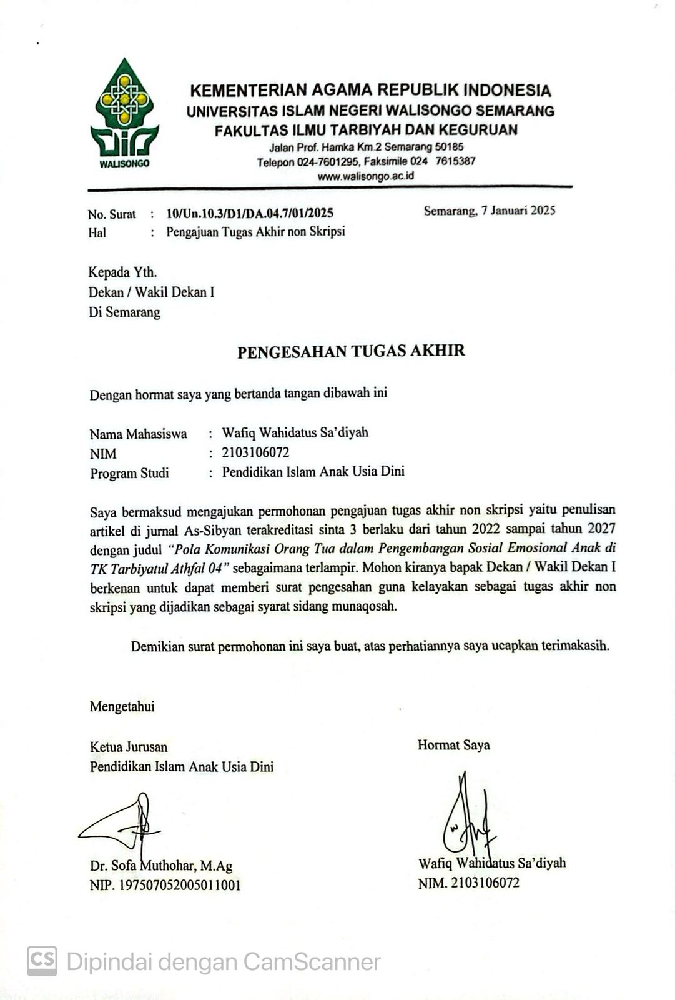 KEMENTERIAN AGAMA REPUBLIK INDONESIA
UNIVERSITAS ISLAM NEGERI WALISONGO SEMARANG
FAKULTAS ILMU TARBIYAH DAN KEGURUAN
Jalan Prof. Hamka Km.2 Semarang 50185
Telepon 024-7601295, Faksimile 024 7615387
www.walisongo.ac.id
WALISONGO
No. Surat : 10/Un.10.3/D1/DA.04.7/01/2025 Semarang, 7 Januari 2025
Hal : Pengajuan Tugas Akhir non Skripsi
Kepada Yth.
Dekan / Wakil Dekan I
Di Semarang
PENGESAHAN TUGAS AKHIR
Dengan hormat saya yang bertanda tangan dibawah ini
Nama Mahasiswa : Wafiq Wahidatus Sa'diyah
NIM : 2103106072
Program Studi : Pendidikan Islam Anak Usia Dini
Saya bermaksud mengajukan permohonan pengajuan tugas akhir non skripsi yaitu penulisan
artikel di jurnal As-Sibyan terakreditasi sinta 3 berlaku dari tahun 2022 sampai tahun 2027
dengan judul "Pola Komunikasi Orang Tua dalam Pengembangan Sosial Emosional Anak di
TK Tarbiyatul Athfal 04" sebagaimana terlampir. Mohon kiranya bapak Dekan / Wakil Dekan I
berkenan untuk dapat memberi surat pengesahan guna kelayakan sebagai tugas akhir non
skripsi yang dijadikan sebagai syarat sidang munaqosah.
Demikian surat permohonan ini saya buat, atas perhatiannya saya ucapkan terimakasih.
Mengetahui
Ketua Jurusan
Pendidikan Islam Anak Usia Dini
Dr. Sofa Muthohar, M.Ag
NIP. 197507052005011001
Hormat Saya
Wafiq Wahidatus Sa'diyah
NIM. 2103106072
CS Dipindai dengan CamScanner